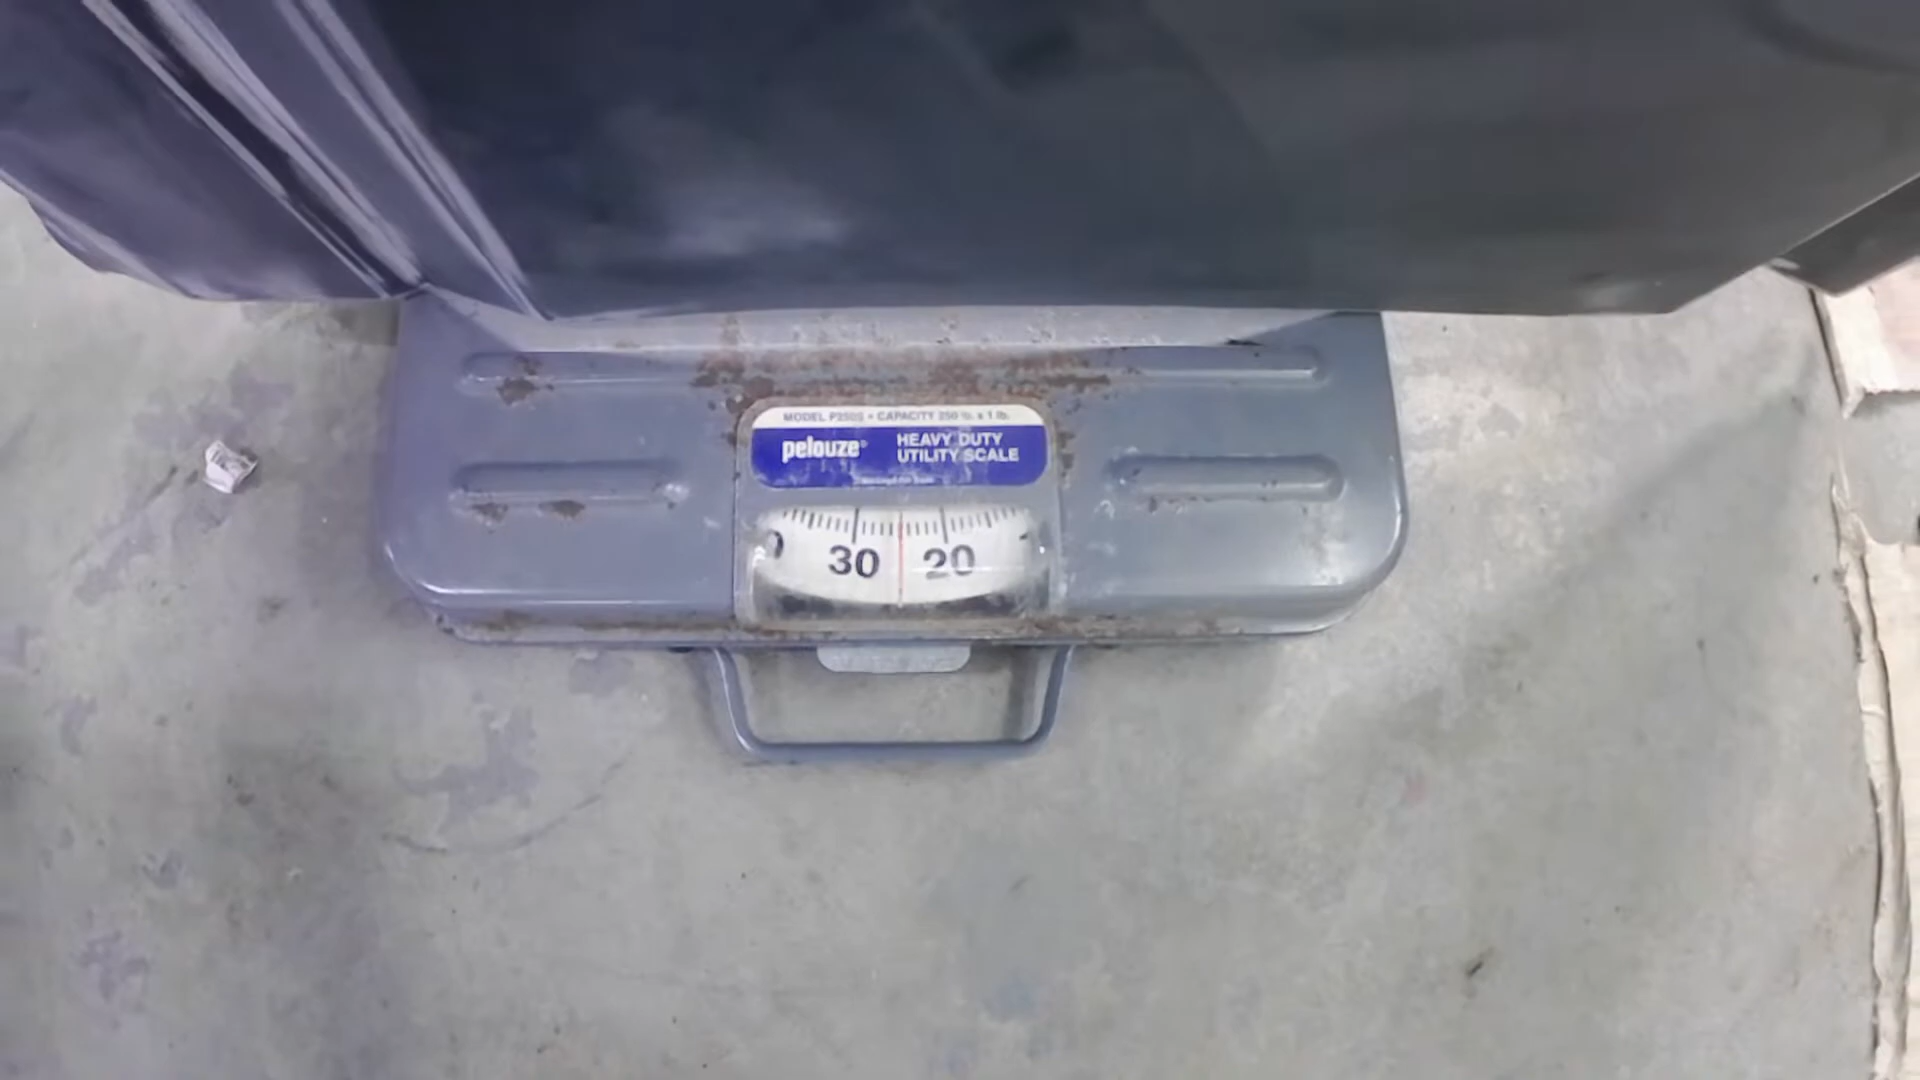 MODEL P250S • CAPACITY 250 lb. x 1 lb.
pelouze® HEAVY DUTY
UTILITY SCALE
30 20